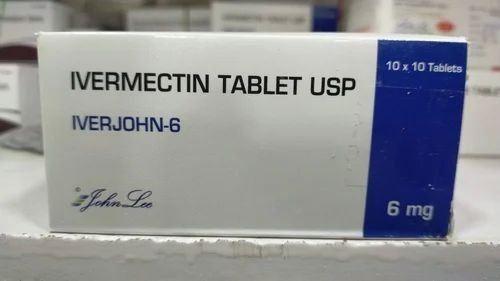 IVERMECTIN TABLET USP
10 x 10 Tablets
IVERJOHN-6
John Lee
6 mg